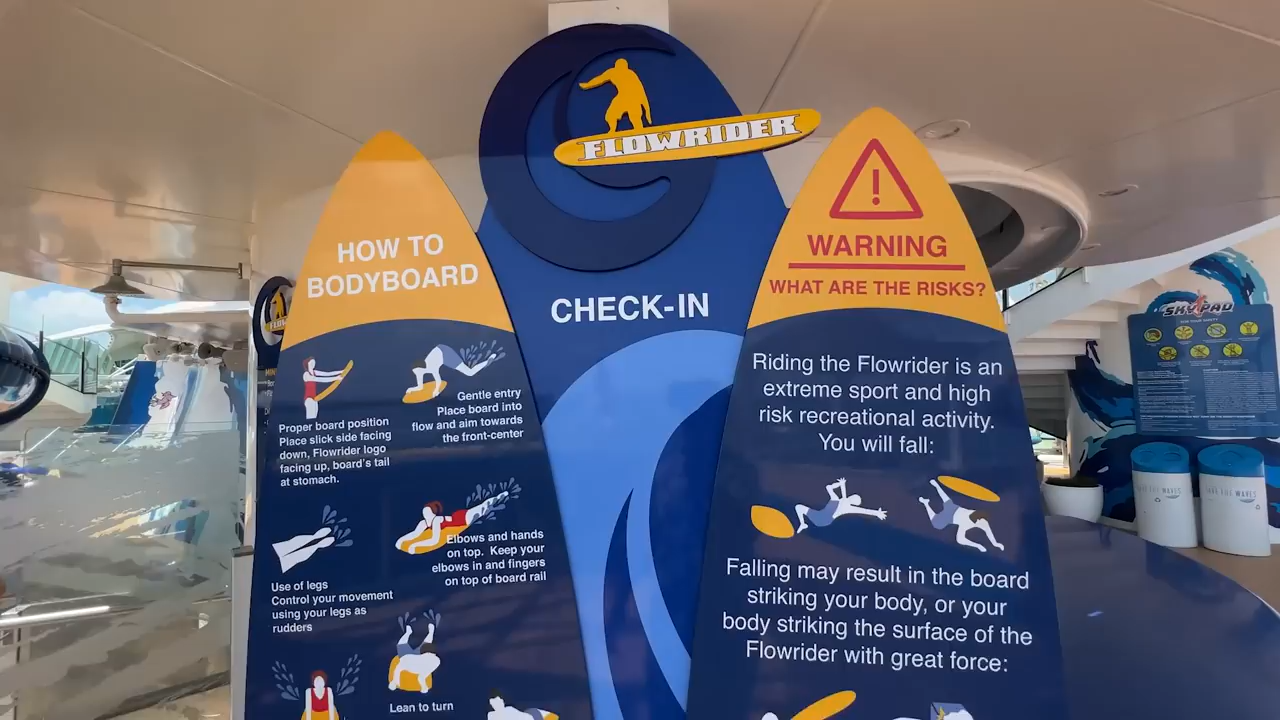 FLOWRIDER
CHECK-IN
HOW TO
BODYBOARD
Proper board position
Place slick side facing
down, Flowrider logo
facing up, board's tail
at stomach.
Gentle entry
Place board into
flow and aim towards
the front-center
Use of legs
Control your movement
using your legs as
rudders
Elbows and hands
on top. Keep your
elbows in and fingers
on top of board rail
Lean to turn
WARNING
WHAT ARE THE RISKS?
Riding the Flowrider is an
extreme sport and high
risk recreational activity.
You will fall:
Falling may result in the board
striking your body, or your
body striking the surface of the
Flowrider with great force:
SKYPAD